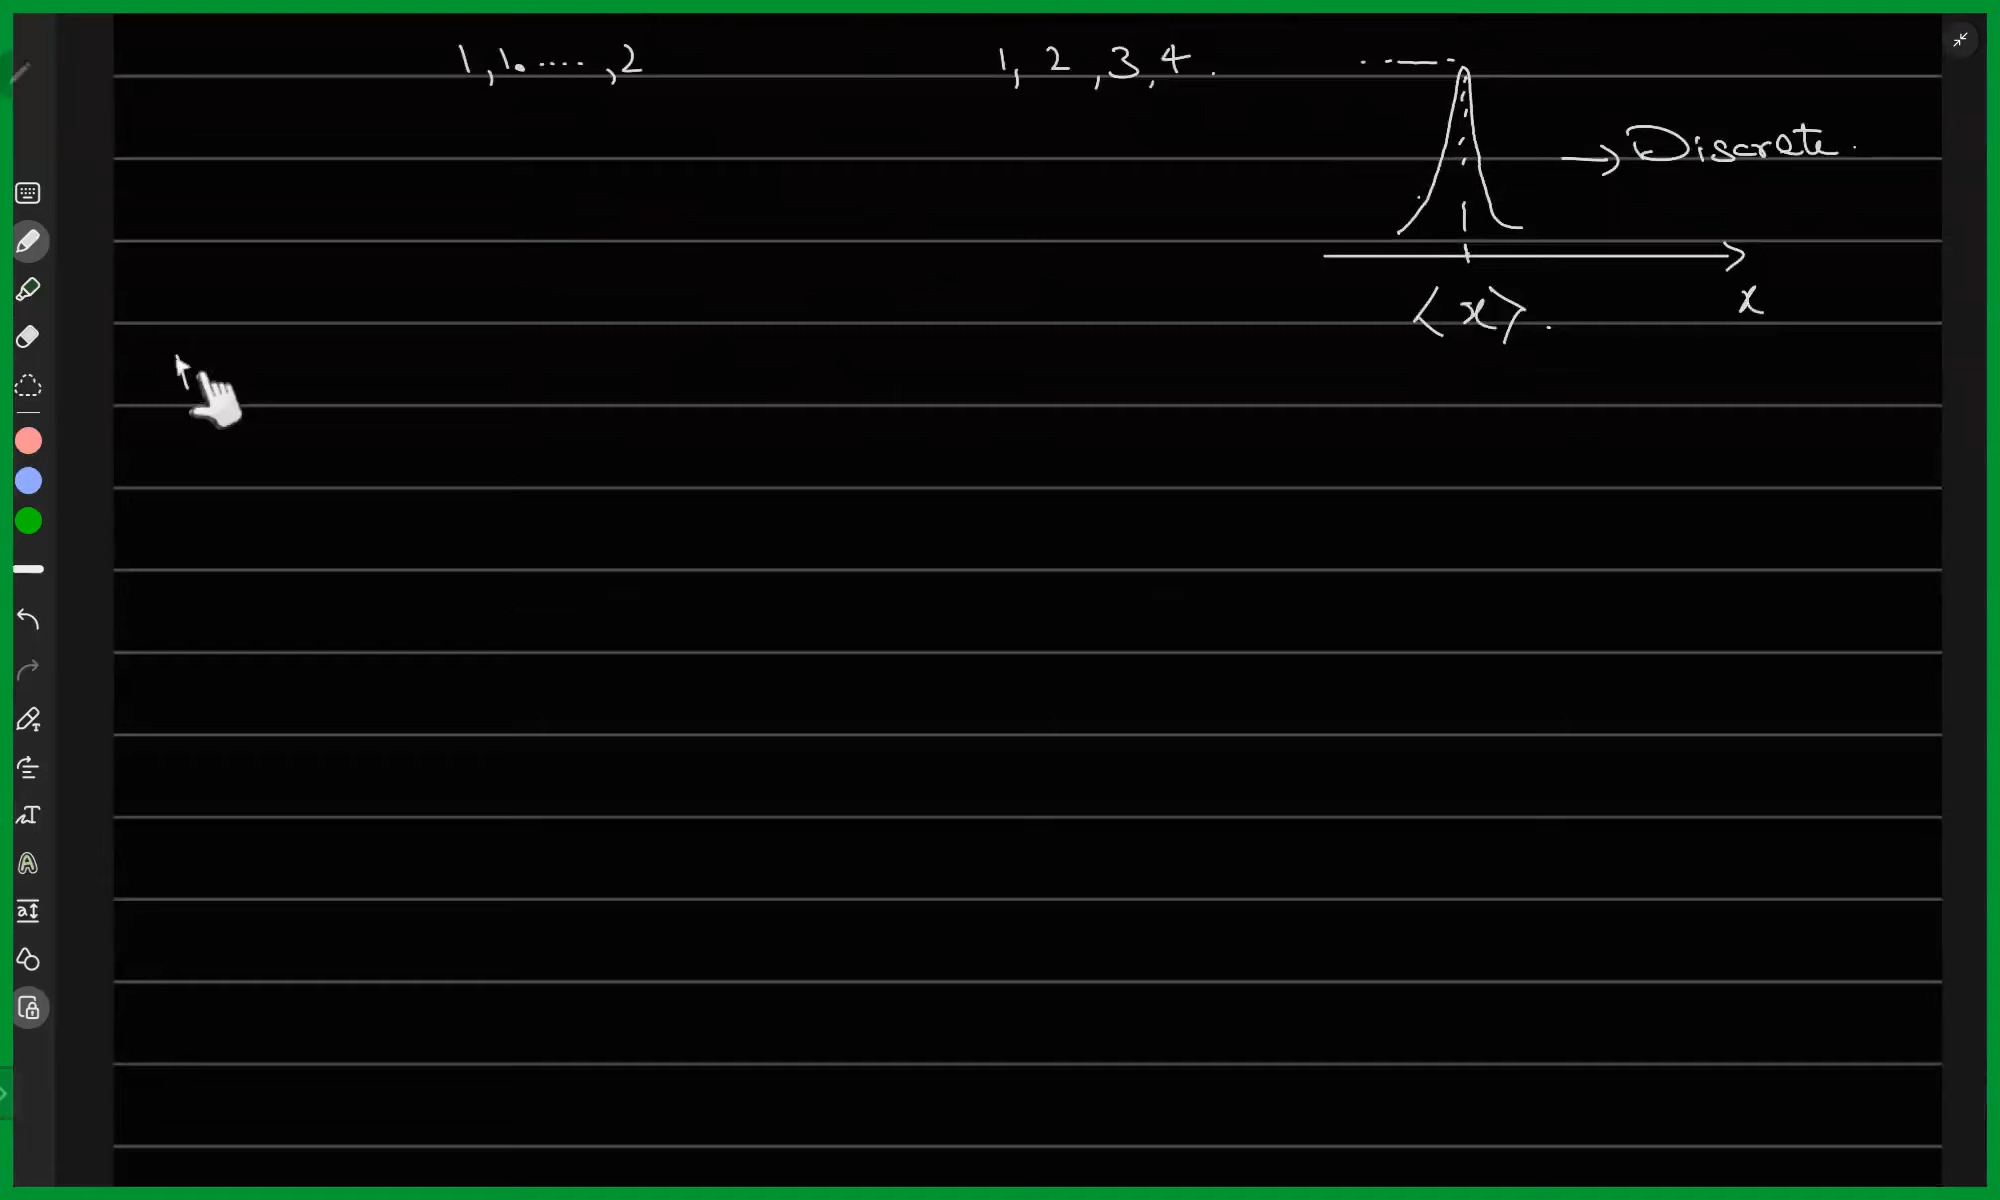 1, 1. ...., 2 1, 2, 3, 4.
→ Discrete.
x
⟨x⟩.